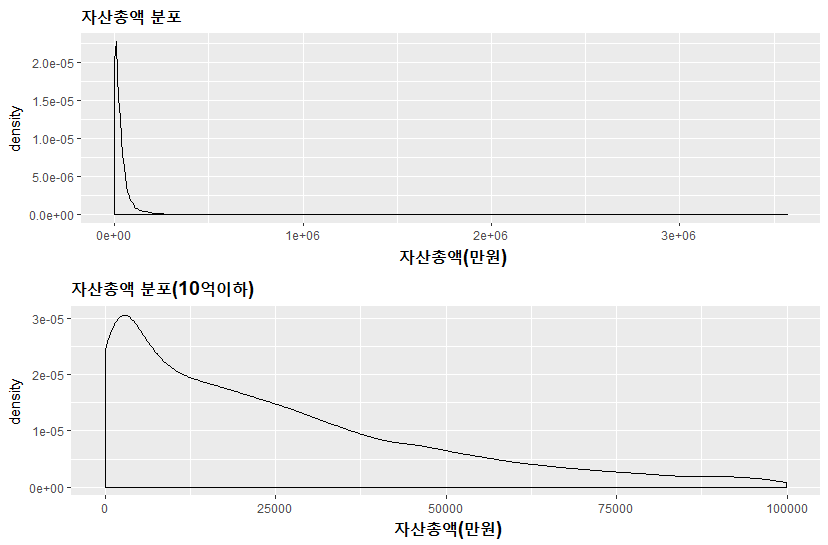 자산총액 분포
density
2.0e-05
1.5e-05
1.0e-05
5.0e-06
0.0e+00
0e+00 1e+06 2e+06 3e+06
자산총액(만원)
자산총액 분포(10억이하)
density
3e-05
2e-05
1e-05
0e+00
0 25000 50000 75000 100000
자산총액(만원)